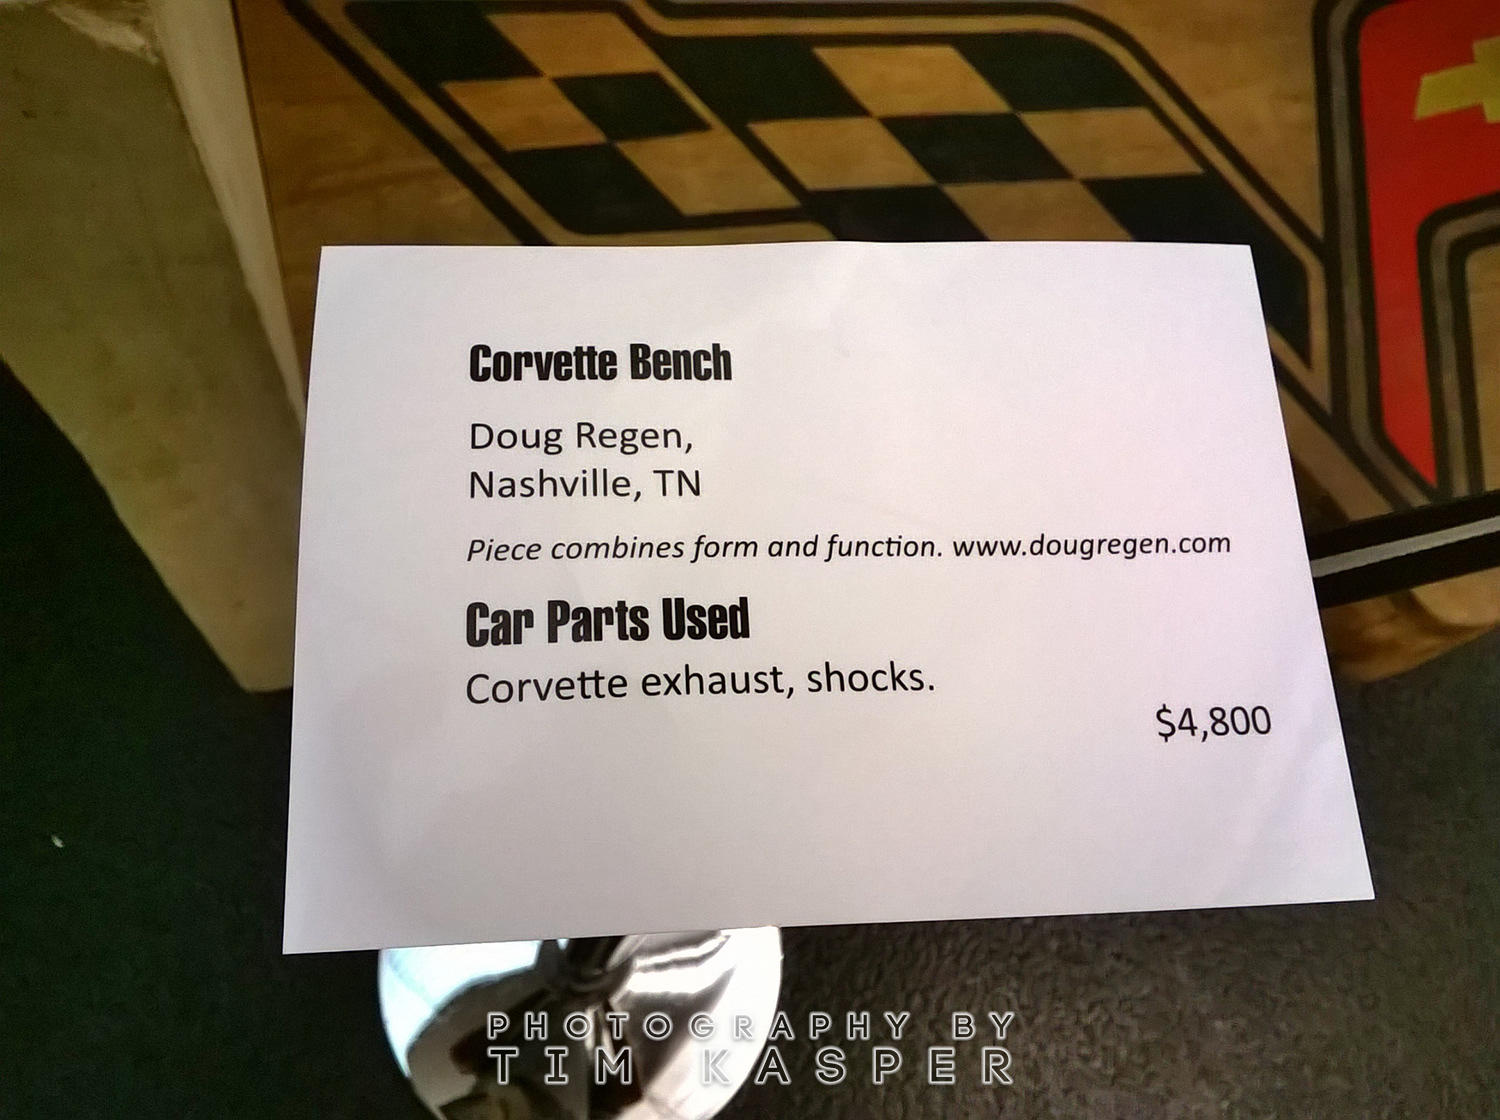 Corvette Bench
Doug Regen,
Nashville, TN
Piece combines form and function. www.dougregen.com
Car Parts Used
Corvette exhaust, shocks.
$4,800
PHOTOGRAPHY BY
TIM KASPER